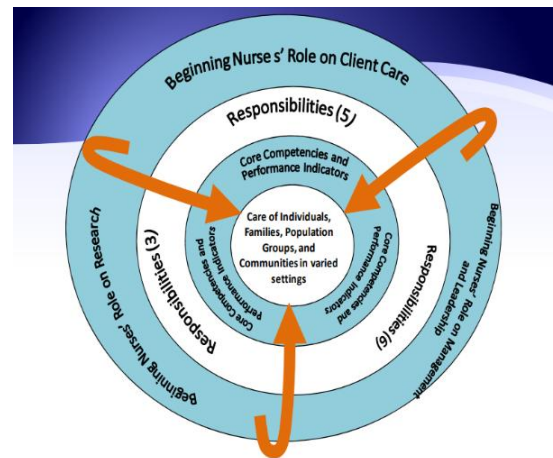 Beginning Nurses' Role on Client Care
Responsibilities (5)
Core Competencies and
Performance Indicators
Care of Individuals,
Families, Population
Groups, and
Communities in varied
settings
Core Competencies and
Performance Indicators
Responsibilities (3)
Begining Nurses' Role on Research
Core Competencies and
Performance Indicators
Responsibilities (6)
Beginning Nurses' Role on Management
and Leadership